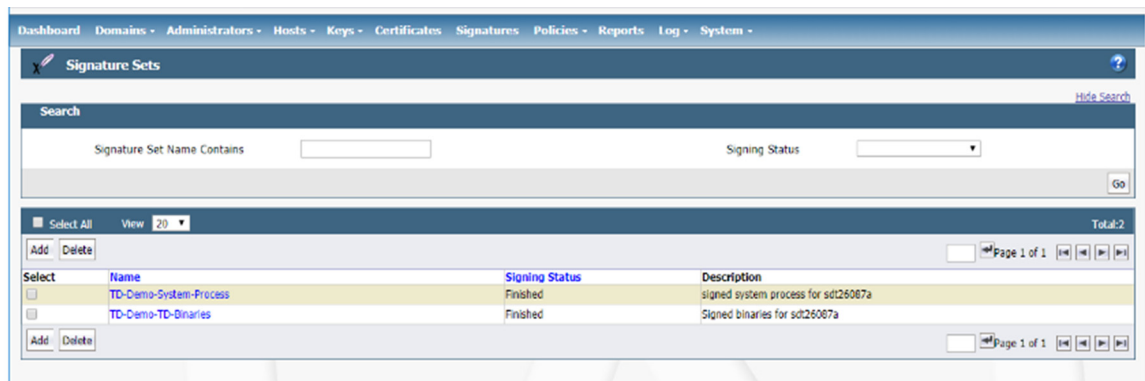 Dashboard Domains Administrators Hosts Keys Certificates Signatures Policies Reports Log System
Signature Sets
Hide Search
Search
Signature Set Name Contains Signing Status
Go
Select All View 20 Total:2
Add Delete Page 1 of 1
Select Name Signing Status Description
TD-Demo-System-Process Finished signed system process for sdt26087a
TD-Demo-TD-Binaries Finished Signed binaries for sdt26087a
Add Delete Page 1 of 1